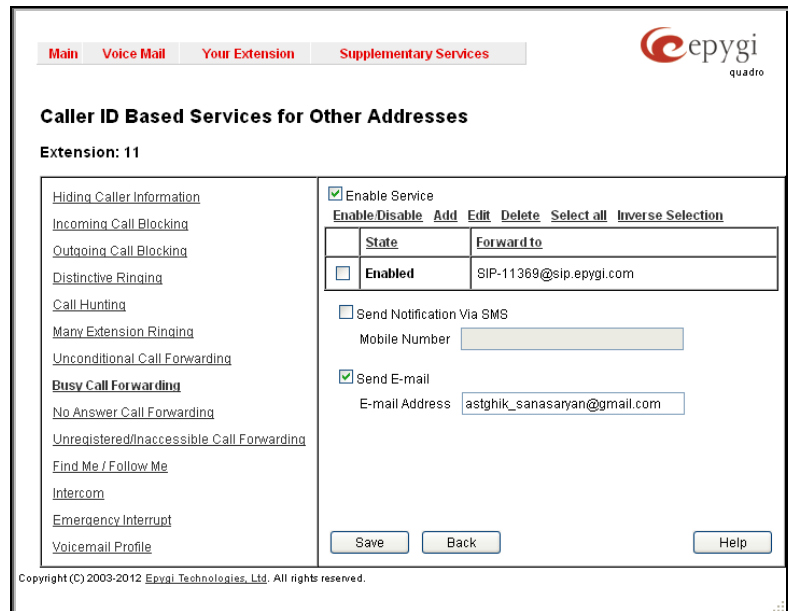 Main Voice Mail Your Extension Supplementary Services
epygi
quadro
Caller ID Based Services for Other Addresses
Extension: 11
Hiding Caller Information
Incoming Call Blocking
Outgoing Call Blocking
Distinctive Ringing
Call Hunting
Many Extension Ringing
Unconditional Call Forwarding
Busy Call Forwarding
No Answer Call Forwarding
Unregistered/Inaccessible Call Forwarding
Find Me / Follow Me
Intercom
Emergency Interrupt
Voicemail Profile
Enable Service
Enable/Disable Add Edit Delete Select all Inverse Selection
State Forward to
Enabled SIP-11369@sip.epygi.com
Send Notification Via SMS
Mobile Number
Send E-mail
E-mail Address astghik_sanasaryan@gmail.com
Save Back Help
Copyright (C) 2003-2012 Epygi Technologies, Ltd. All rights reserved.